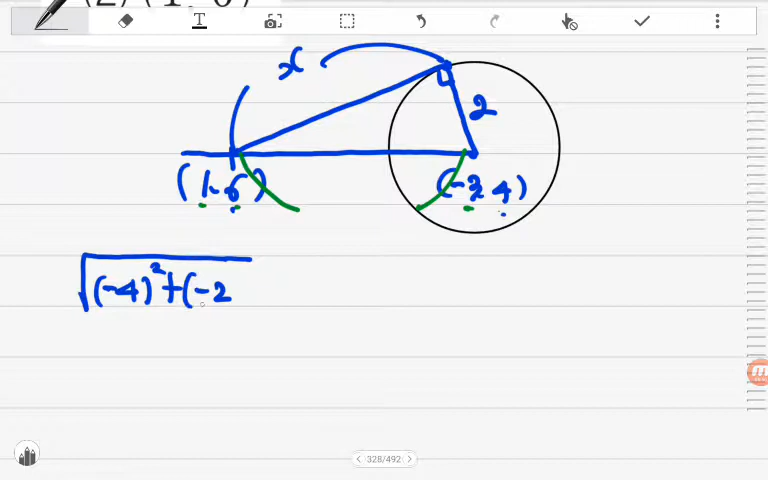 (2) (1, 6)
T
x
2
(1, 6)
(-3, 4)
√(-4)² + (-2
328/492